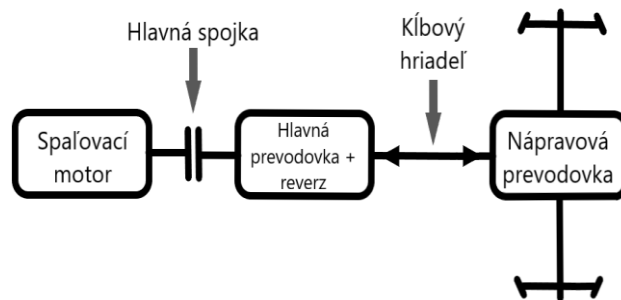 Hlavná spojka
Kĺbový
hriadeľ
Spaľovací
motor
Hlavná
prevodovka +
reverz
Nápravová
prevodovka